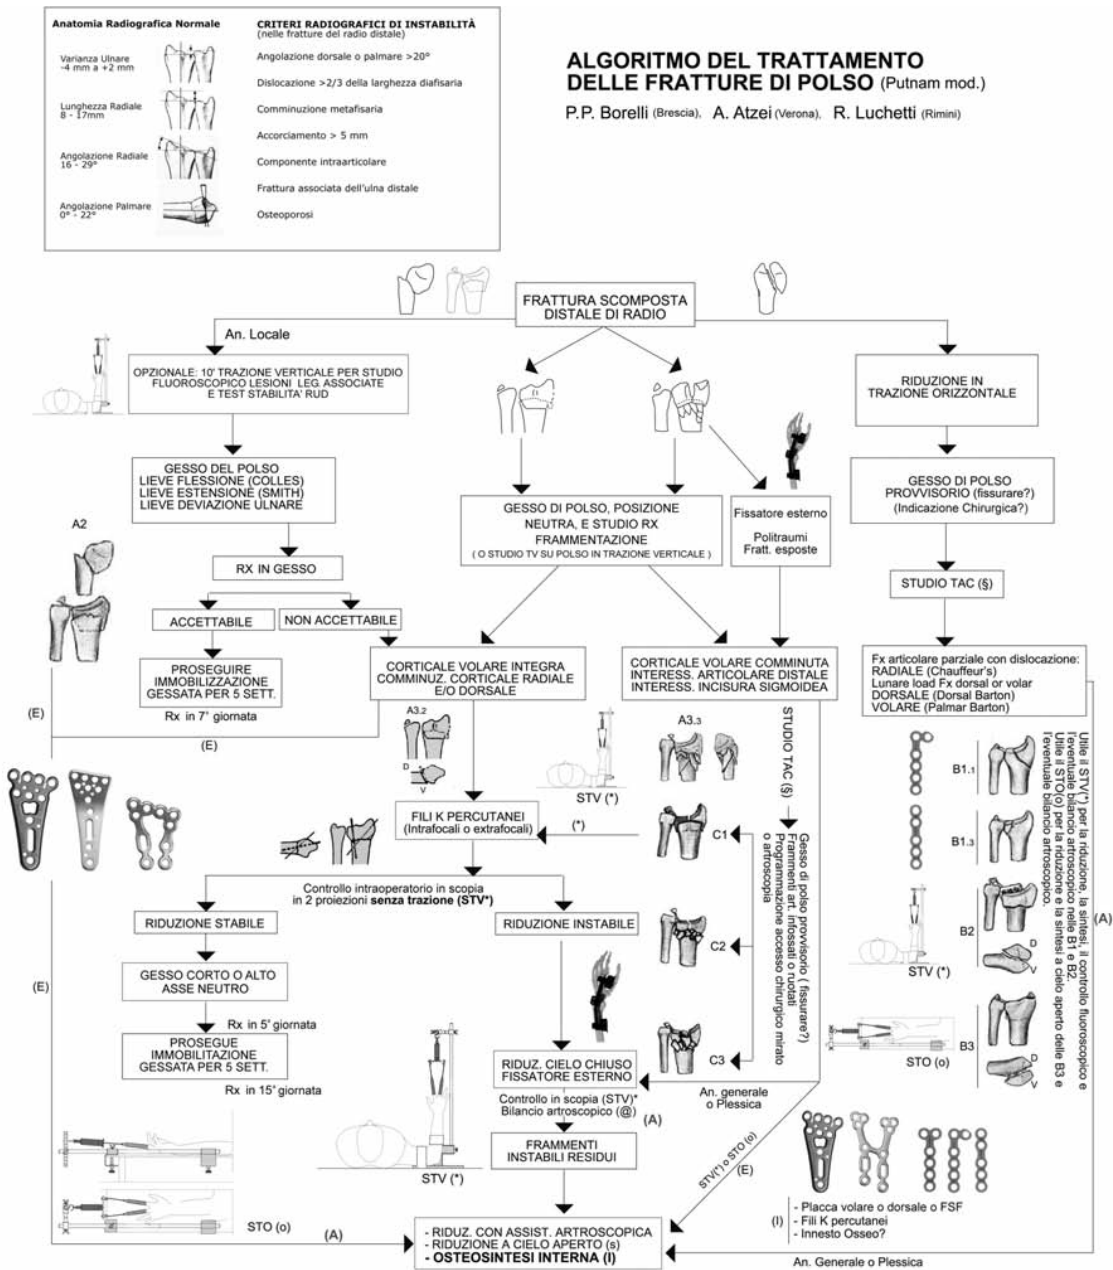 Anatomia Radiografica Normale
Varianza Ulnare
-4 mm a +2 mm
Lunghezza Radiale
8 - 17mm
Angolazione Radiale
16 - 29°
Angolazione Palmare
0° - 22°
CRITERI RADIOGRAFICI DI INSTABILITÀ
(nelle fratture del radio distale)
Angolazione dorsale o palmare >20°
Dislocazione >2/3 della larghezza diafisaria
Comminuzione metafisaria
Accorciamento > 5 mm
Componente intraarticolare
Frattura associata dell'ulna distale
Osteoporosi
ALGORITMO DEL TRATTAMENTO
DELLE FRATTURE DI POLSO (Putnam mod.)
P.P. Borelli (Brescia), A. Atzei (Verona), R. Luchetti (Rimini)
FRATTURA SCOMPOSTA
DISTALE DI RADIO
An. Locale
OPZIONALE: 10' TRAZIONE VERTICALE PER STUDIO
FLUOROSCOPICO LESIONI LEG. ASSOCIATE
E TEST STABILITA' RUD
GESSO DEL POLSO
LIEVE FLESSIONE (COLLES)
LIEVE ESTENSIONE (SMITH)
LIEVE DEVIAZIONE ULNARE
A2
RX IN GESSO
ACCETTABILE
NON ACCETTABILE
PROSEGUIRE
IMMOBILIZZAZIONE
GESSATA PER 5 SETT.
Rx in 7° giornata
(E)
(E)
GESSO DI POLSO, POSIZIONE
NEUTRA, E STUDIO RX
FRAMMENTAZIONE
( O STUDIO TV SU POLSO IN TRAZIONE VERTICALE )
Fissatore esterno
Politraumi
Fratt. esposte
RIDUZIONE IN
TRAZIONE ORIZZONTALE
GESSO DI POLSO
PROVVISORIO (fissurare?)
(Indicazione Chirurgica?)
STUDIO TAC (§)
Fx articolare parziale con dislocazione:
RADIALE (Chauffeur's)
Lunare load Fx dorsal or volar
DORSALE (Dorsal Barton)
VOLARE (Palmar Barton)
CORTICALE VOLARE INTEGRA
COMMINUZ. CORTICALE RADIALE
E/O DORSALE
CORTICALE VOLARE COMMINUTA
INTERESS. ARTICOLARE DISTALE
INTERESS. INCISURA SIGMOIDEA
A3.2
D
V
STV (*)
A3.3
STUDIO TAC (§)
Gesso di polso provvisorio ( fissurare?)
Frammenti art. infossati o ruotati
Programmazione accesso chirurgico mirato
o artroscopia
FILI K PERCUTANEI
(Intrafocali o extrafocali)
(*)
C1
C2
C3
Controllo intraoperatorio in scopia
in 2 proiezioni senza trazione (STV*)
RIDUZIONE STABILE
RIDUZIONE INSTABILE
GESSO CORTO O ALTO
ASSE NEUTRO
Rx in 5° giornata
PROSEGUE
IMMOBILITAZIONE
GESSATA PER 5 SETT.
Rx in 15° giornata
(E)
RIDUZ. CIELO CHIUSO
FISSATORE ESTERNO
Controllo in scopia (STV)*
Bilancio artroscopico (@)
(A)
An. generale
o Plessica
FRAMMENTI
INSTABILI RESIDUI
STV (*)
STO (o)
(A)
STV(*) o STO (o)
(E)
- RIDUZ. CON ASSIST. ARTROSCOPICA
- RIDUZIONE A CIELO APERTO (s)
- OSTEOSINTESI INTERNA (I)
B1.1
B1.3
B2
D
V
STV (*)
B3
D
V
STO (o)
Utile il STV(*) per la riduzione, la sintesi, il controllo fluoroscopico e
l'eventuale bilancio artroscopico nelle B1 e B2.
Utile il STO(o) per la riduzione e la sintesi a cielo aperto delle B3 e
l'eventuale bilancio artroscopico.
(A)
(I)
- Placca volare o dorsale o FSF
- Fili K percutanei
- Innesto Osseo?
An. Generale o Plessica